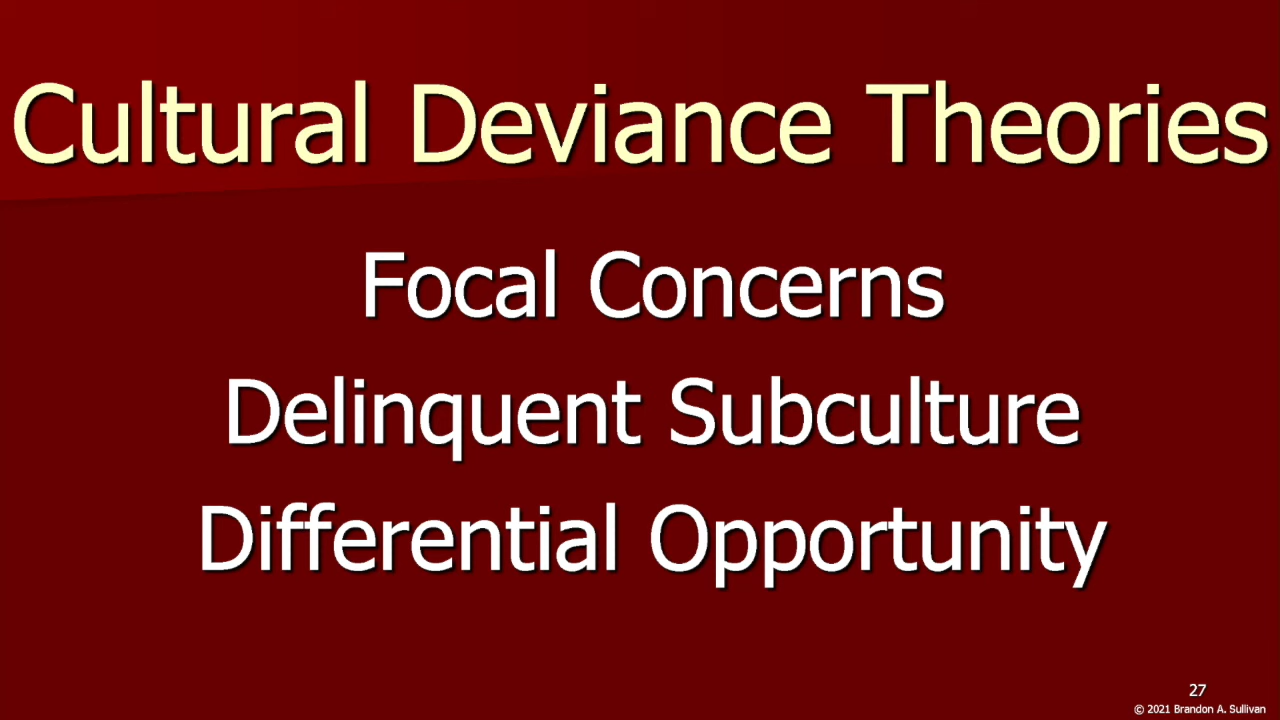 Cultural Deviance Theories
Focal Concerns
Delinquent Subculture
Differential Opportunity
27
© 2021 Brandon A. Sullivan